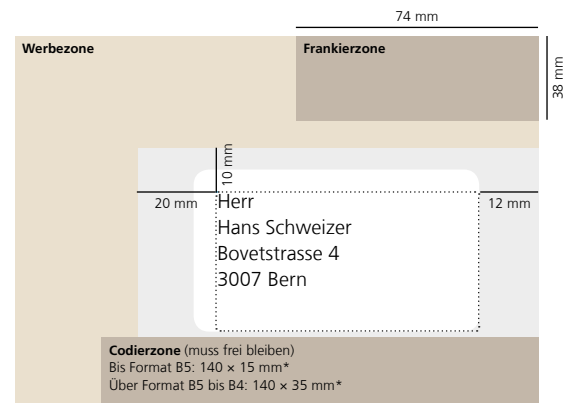 74 mm
Werbezone
Frankierzone
38 mm
10 mm
20 mm
12 mm
Herr
Hans Schweizer
Bovetstrasse 4
3007 Bern
Codierzone (muss frei bleiben)
Bis Format B5: 140 × 15 mm*
Über Format B5 bis B4: 140 × 35 mm*